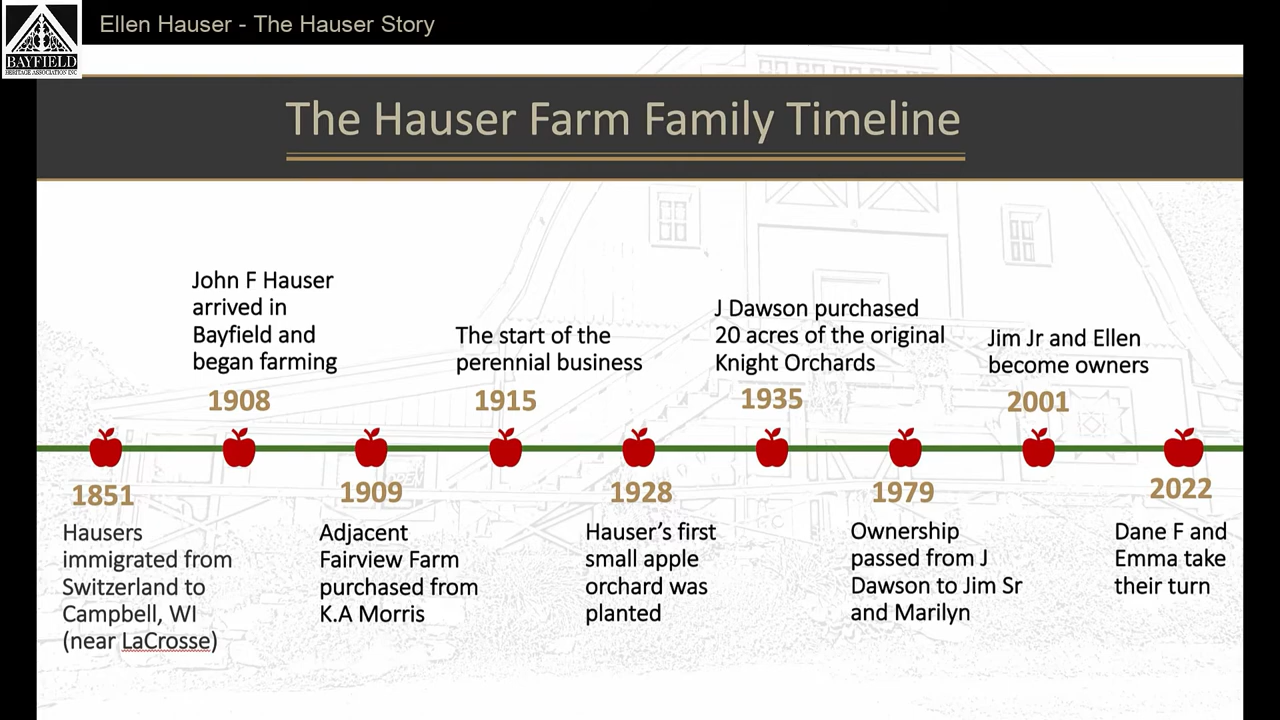 Ellen Hauser - The Hauser Story
BAYFIELD
HERITAGE ASSOCIATION INC
The Hauser Farm Family Timeline
John F Hauser
arrived in
Bayfield and
began farming
1908
The start of the
perennial business
1915
J Dawson purchased
20 acres of the original
Knight Orchards
1935
Jim Jr and Ellen
become owners
2001
1851
Hausers
immigrated from
Switzerland to
Campbell, WI
(near LaCrosse)
1909
Adjacent
Fairview Farm
purchased from
K.A Morris
1928
Hauser’s first
small apple
orchard was
planted
1979
Ownership
passed from J
Dawson to Jim Sr
and Marilyn
2022
Dane F and
Emma take
their turn